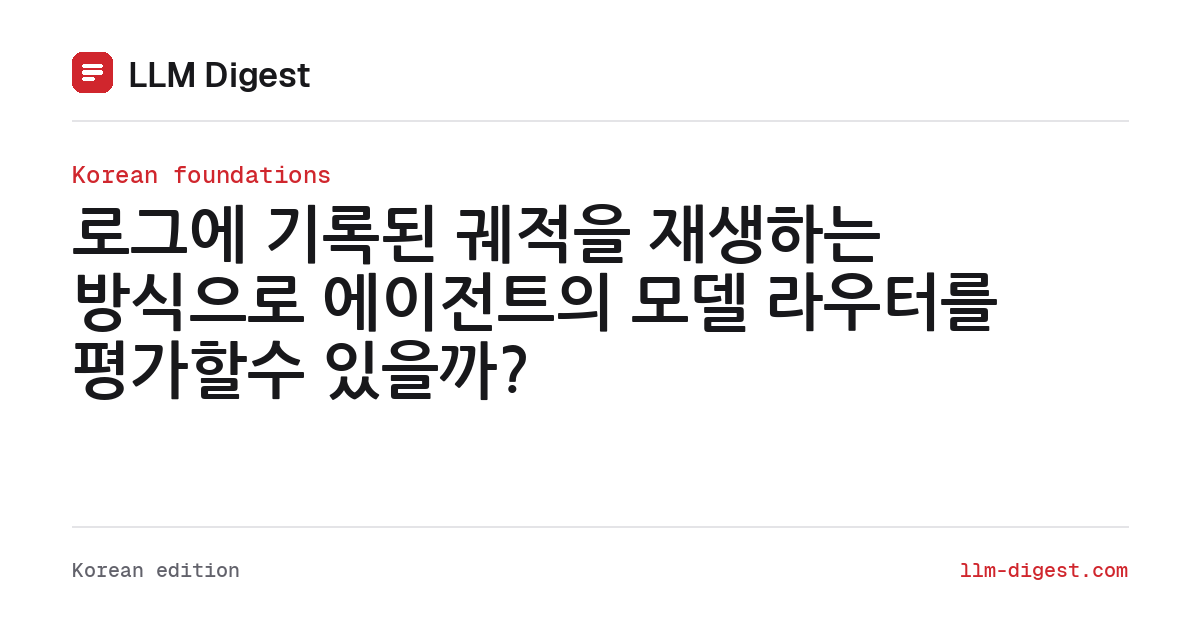 LLM Digest
Korean foundations
로그에 기록된 궤적을 재생하는
방식으로 에이전트의 모델 라우터를
평가할수 있을까?
Korean edition
llm-digest.com